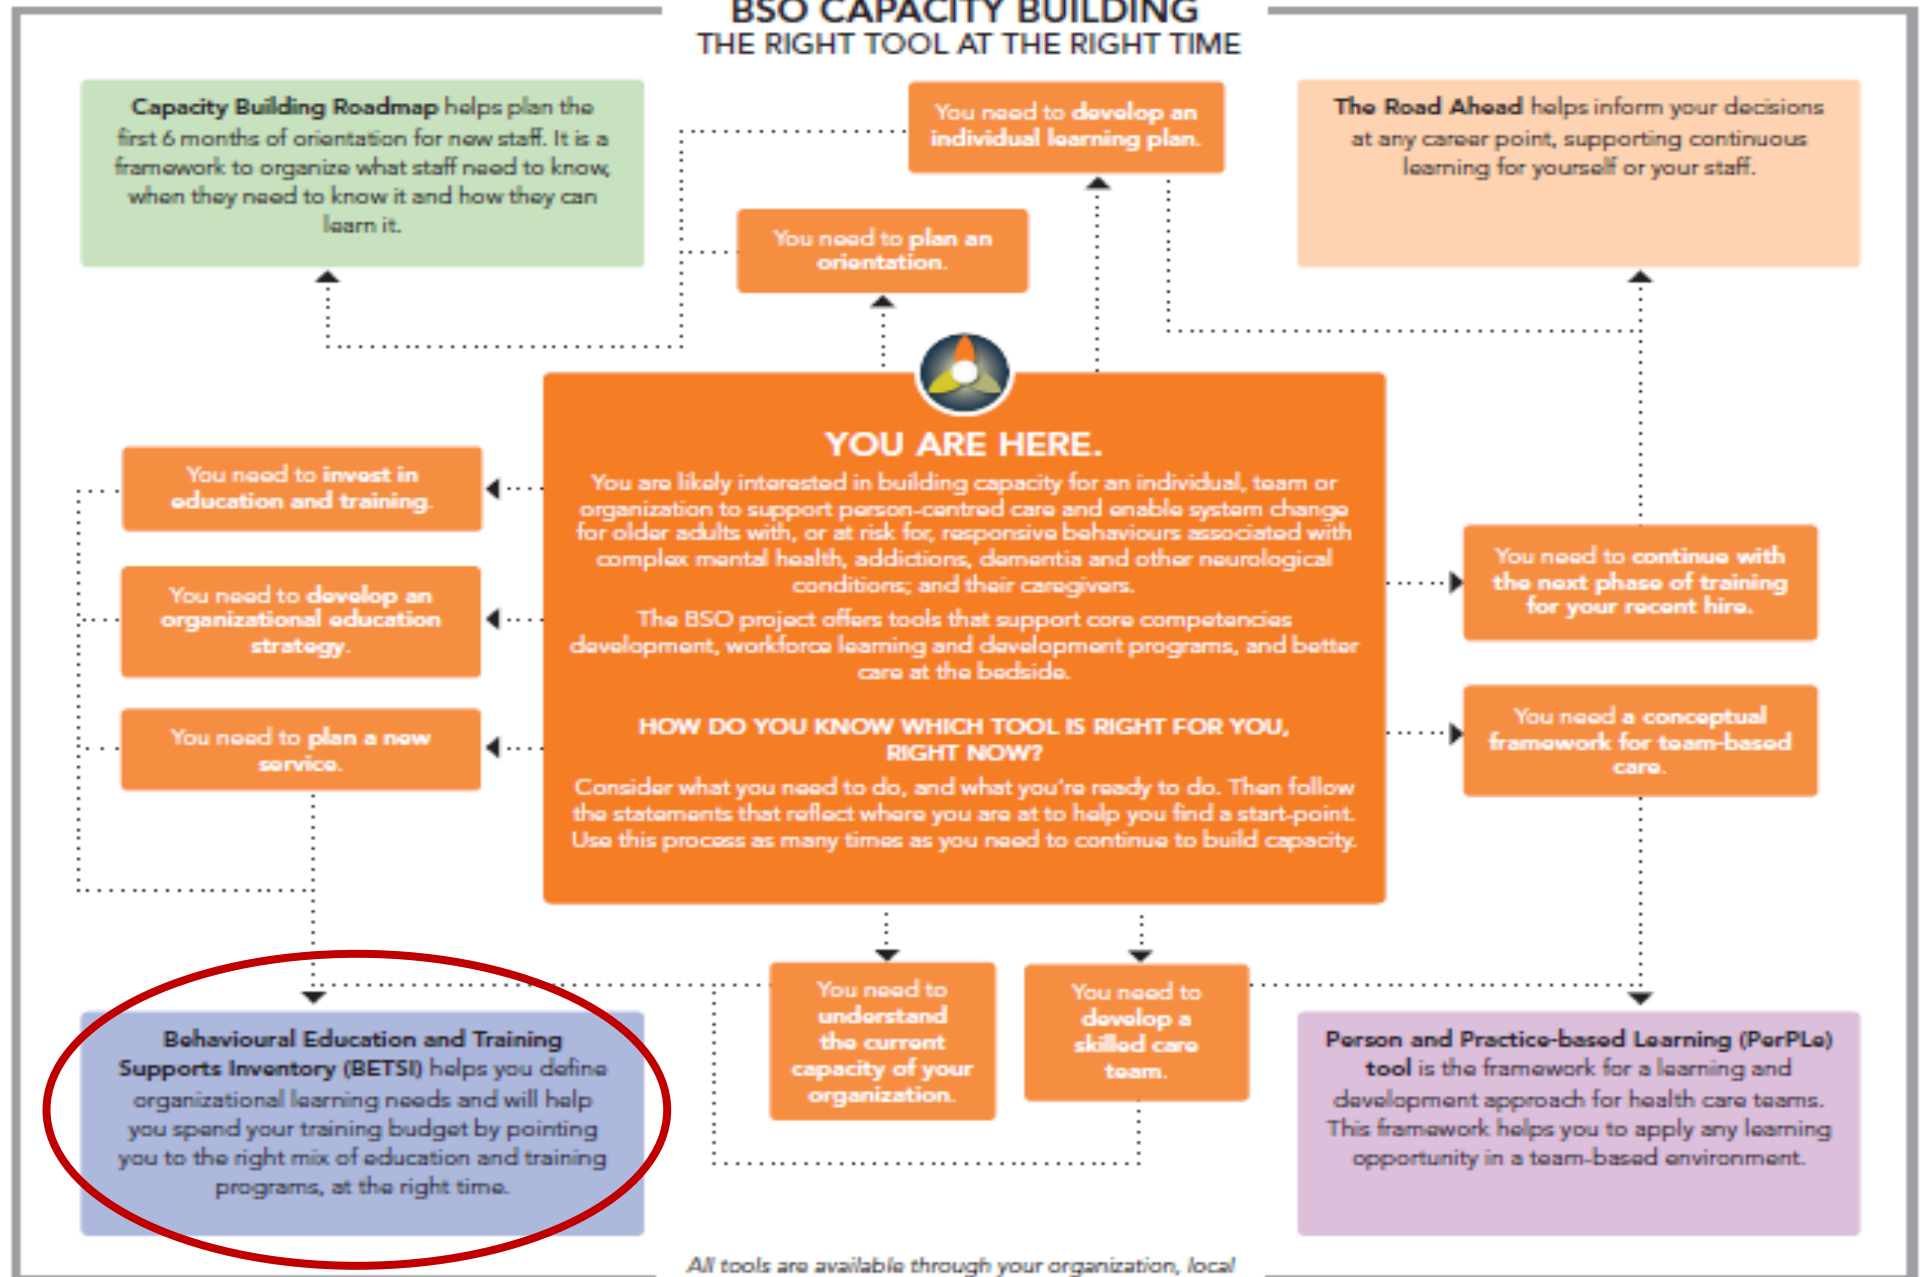 BSO CAPACITY BUILDING
THE RIGHT TOOL AT THE RIGHT TIME
Capacity Building Roadmap helps plan the
first 6 months of orientation for new staff. It is a
framework to organize what staff need to know,
when they need to know it and how they can
learn it.
You need to develop an
individual learning plan.
The Road Ahead helps inform your decisions
at any career point, supporting continuous
learning for yourself or your staff.
You need to plan an
orientation.
YOU ARE HERE.
You are likely interested in building capacity for an individual, team or
organization to support person-centred care and enable system change
for older adults with, or at risk for, responsive behaviours associated with
complex mental health, addictions, dementia and other neurological
conditions; and their caregivers.
The BSO project offers tools that support core competencies
development, workforce learning and development programs, and better
care at the bedside.
HOW DO YOU KNOW WHICH TOOL IS RIGHT FOR YOU,
RIGHT NOW?
Consider what you need to do, and what you're ready to do. Then follow
the statements that reflect where you are at to help you find a start-point.
Use this process as many times as you need to continue to build capacity.
You need to invest in
education and training.
You need to develop an
organizational education
strategy.
You need to plan a new
service.
You need to continue with
the next phase of training
for your recent hire.
You need a conceptual
framework for team-based
care.
You need to
understand
the current
capacity of your
organization.
You need to
develop a
skilled care
team.
Behavioural Education and Training
Supports Inventory (BETSI) helps you define
organizational learning needs and will help
you spend your training budget by pointing
you to the right mix of education and training
programs, at the right time.
Person and Practice-based Learning (PerPLe)
tool is the framework for a learning and
development approach for health care teams.
This framework helps you to apply any learning
opportunity in a team-based environment.
All tools are available through your organization, local